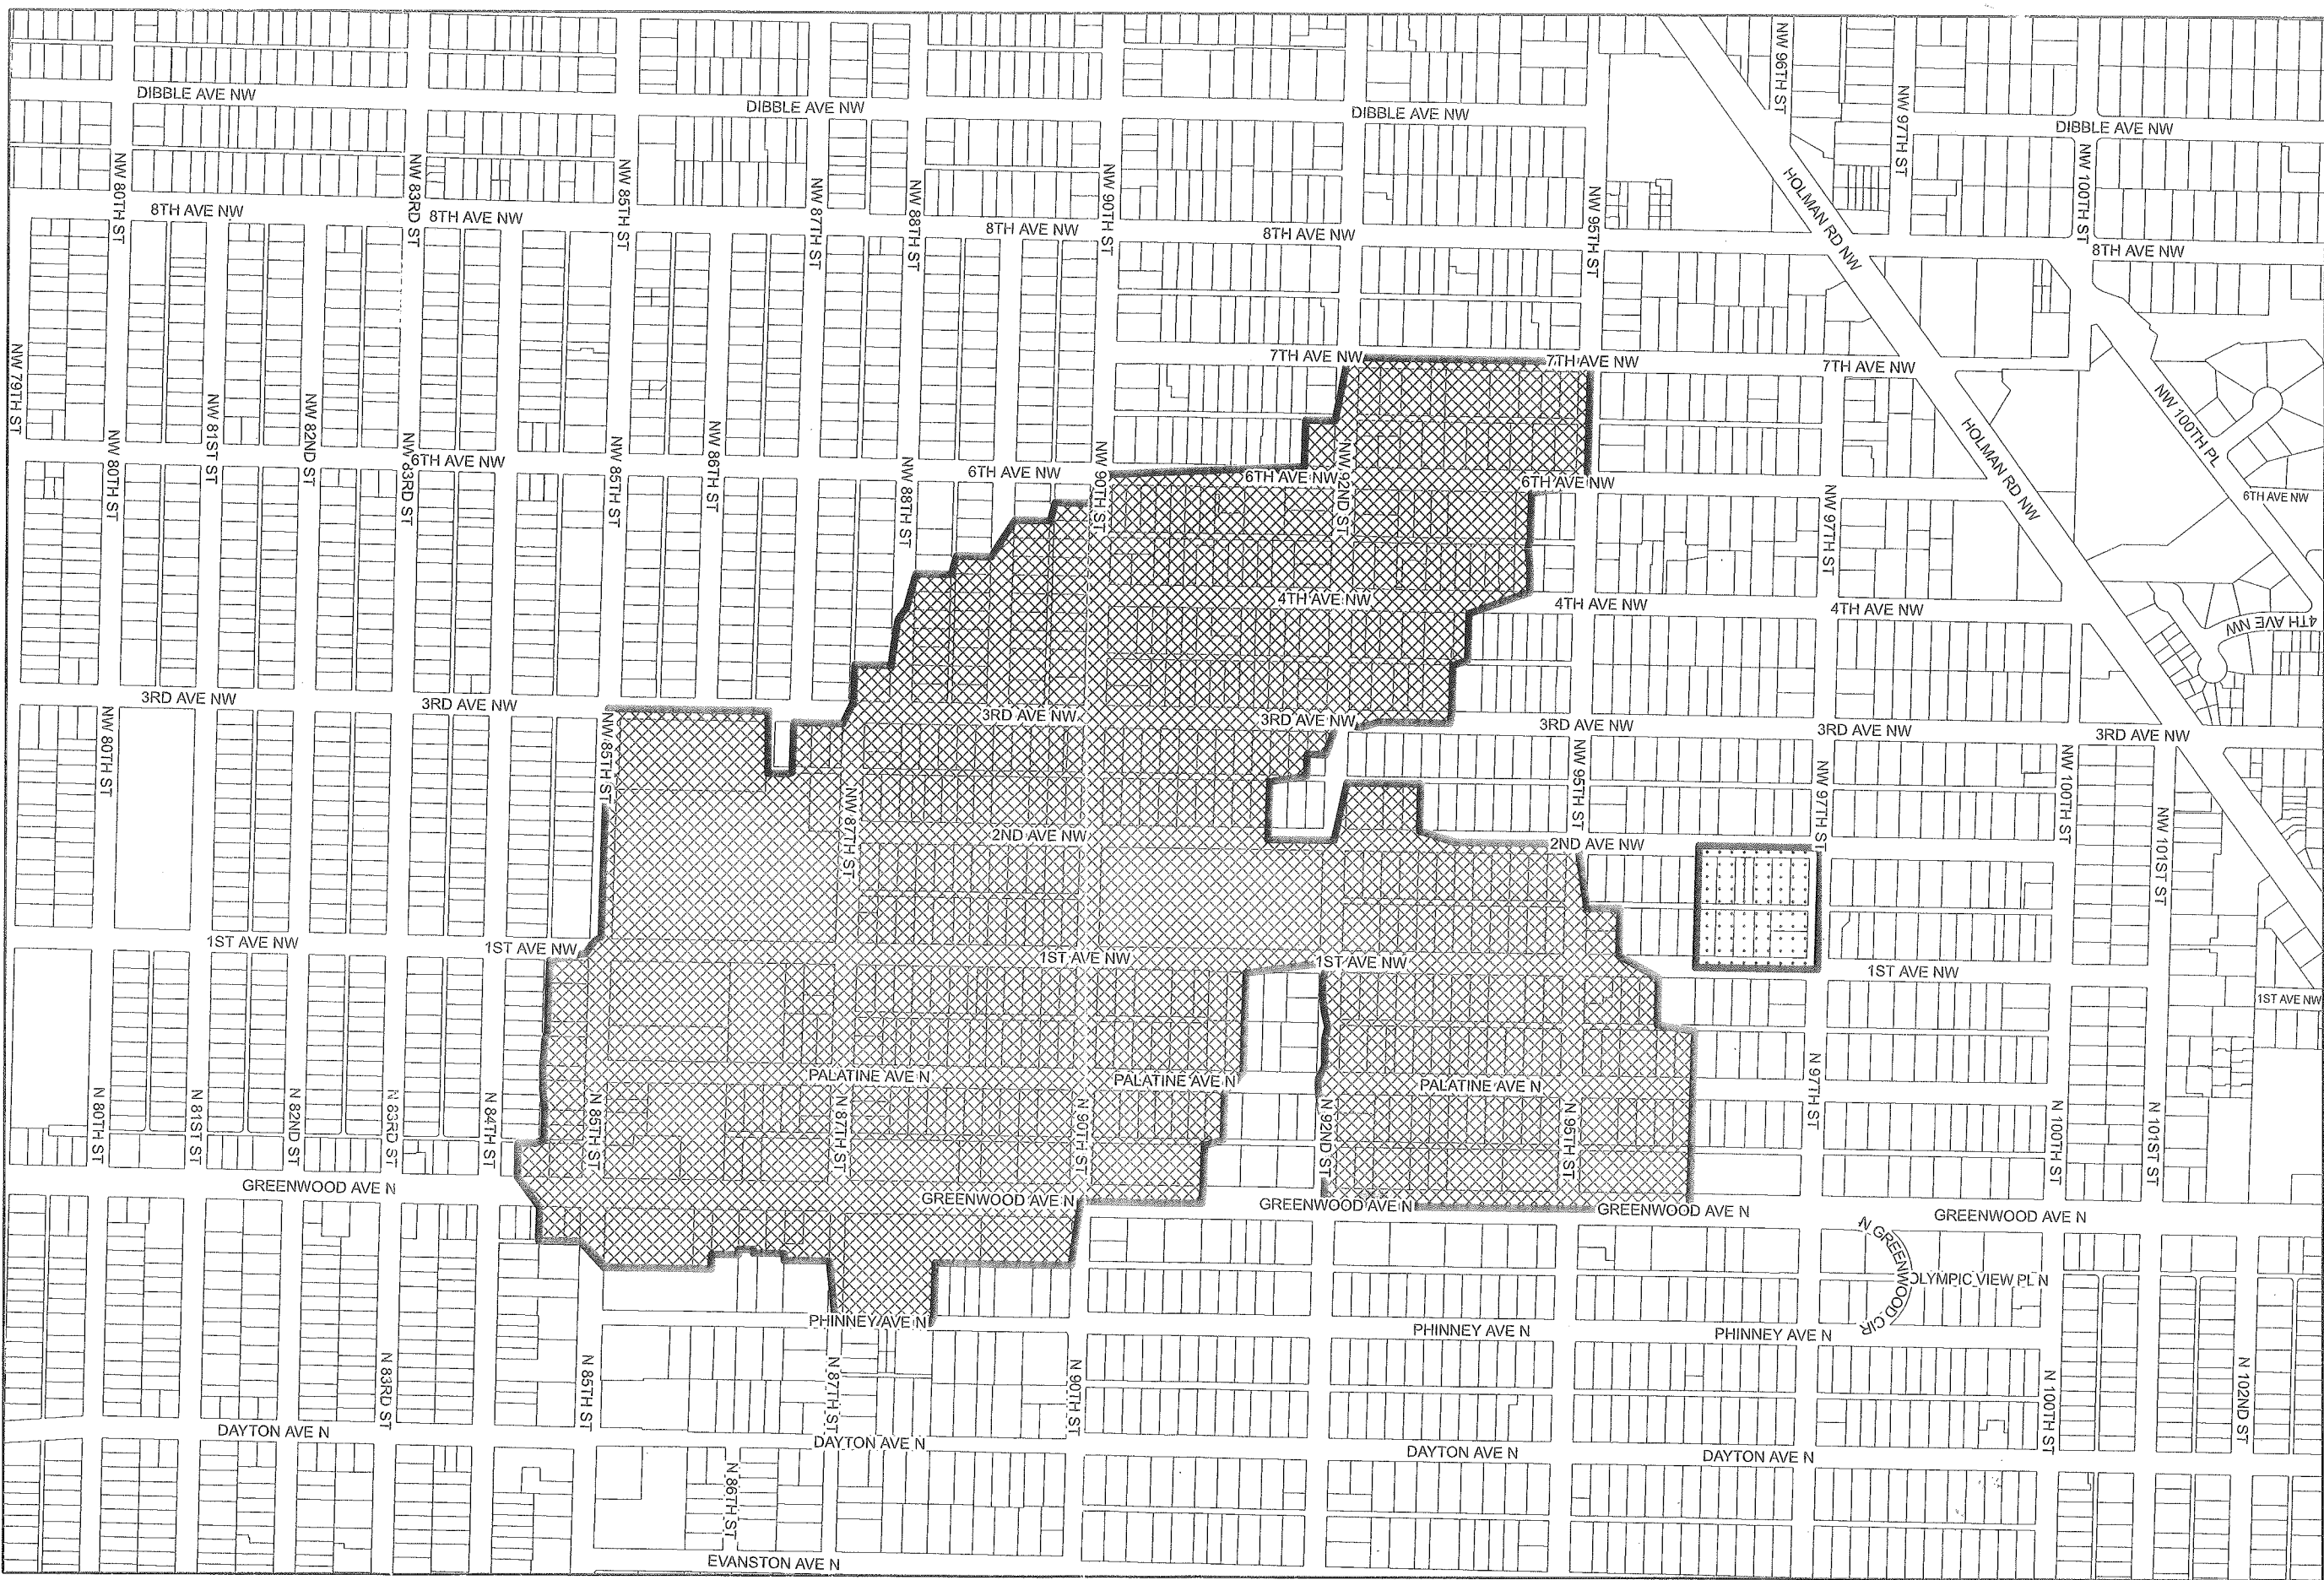 DIBBLE AVE NW
DIBBLE AVE NW
DIBBLE AVE NW
DIBBLE AVE NW
NW 96TH ST
NW 97TH ST
NW 100TH ST
HOLMAN RD NW
NW 80TH ST
NW 83RD ST
NW 85TH ST
NW 87TH ST
NW 88TH ST
NW 90TH ST
NW 95TH ST
8TH AVE NW
8TH AVE NW
8TH AVE NW
8TH AVE NW
8TH AVE NW
7TH AVE NW
7TH AVE NW
7TH AVE NW
NW 79TH ST
NW 80TH ST
NW 81ST ST
NW 82ND ST
NW 83RD ST
NW 85TH ST
NW 86TH ST
NW 88TH ST
NW 90TH ST
NW 92ND ST
NW 97TH ST
HOLMAN RD NW
NW 100TH PL
6TH AVE NW
6TH AVE NW
6TH AVE NW
6TH AVE NW
6TH AVE NW
4TH AVE NW
4TH AVE NW
4TH AVE NW
4TH AVE NW
3RD AVE NW
3RD AVE NW
3RD AVE NW
3RD AVE NW
3RD AVE NW
3RD AVE NW
3RD AVE NW
NW 80TH ST
NW 85TH ST
NW 87TH ST
NW 95TH ST
NW 97TH ST
NW 100TH ST
NW 101ST ST
2ND AVE NW
2ND AVE NW
1ST AVE NW
1ST AVE NW
1ST AVE NW
1ST AVE NW
1ST AVE NW
1ST AVE NW
PALATINE AVE N
PALATINE AVE N
PALATINE AVE N
N 80TH ST
N 81ST ST
N 82ND ST
N 83RD ST
N 84TH ST
N 85TH ST
N 87TH ST
N 90TH ST
N 92ND ST
N 95TH ST
N 97TH ST
N 100TH ST
N 101ST ST
GREENWOOD AVE N
GREENWOOD AVE N
GREENWOOD AVE N
GREENWOOD AVE N
GREENWOOD AVE N
N GREENWOOD CIR
OLYMPIC VIEW PL N
PHINNEY AVE N
PHINNEY AVE N
PHINNEY AVE N
N 83RD ST
N 85TH ST
N 87TH ST
N 90TH ST
N 100TH ST
N 102ND ST
DAYTON AVE N
DAYTON AVE N
DAYTON AVE N
DAYTON AVE N
N 86TH ST
EVANSTON AVE N